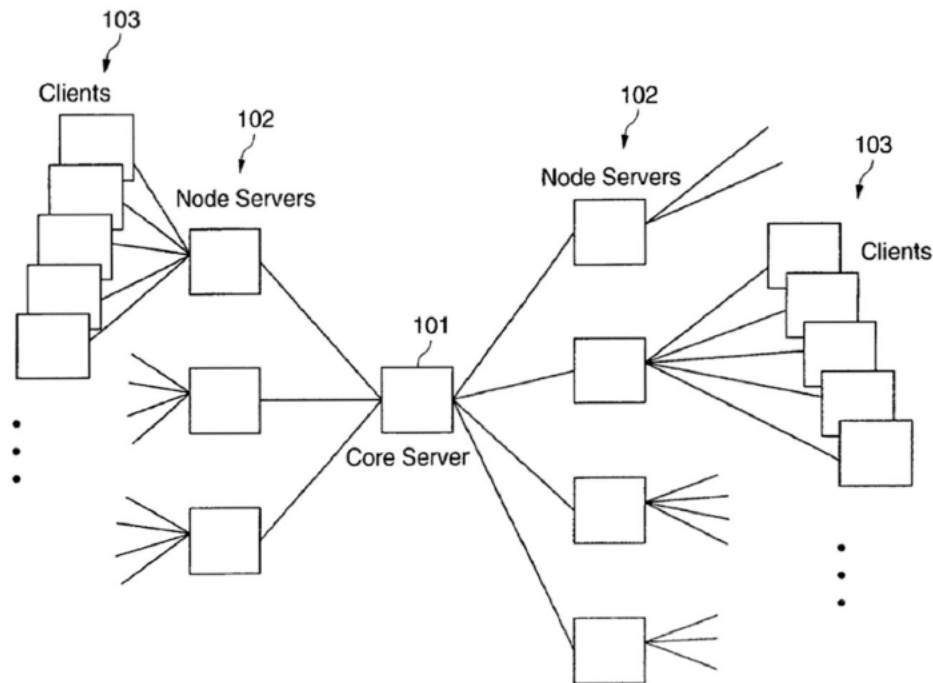 103
Clients
102
Node Servers
102
Node Servers
103
Clients
101
Core Server